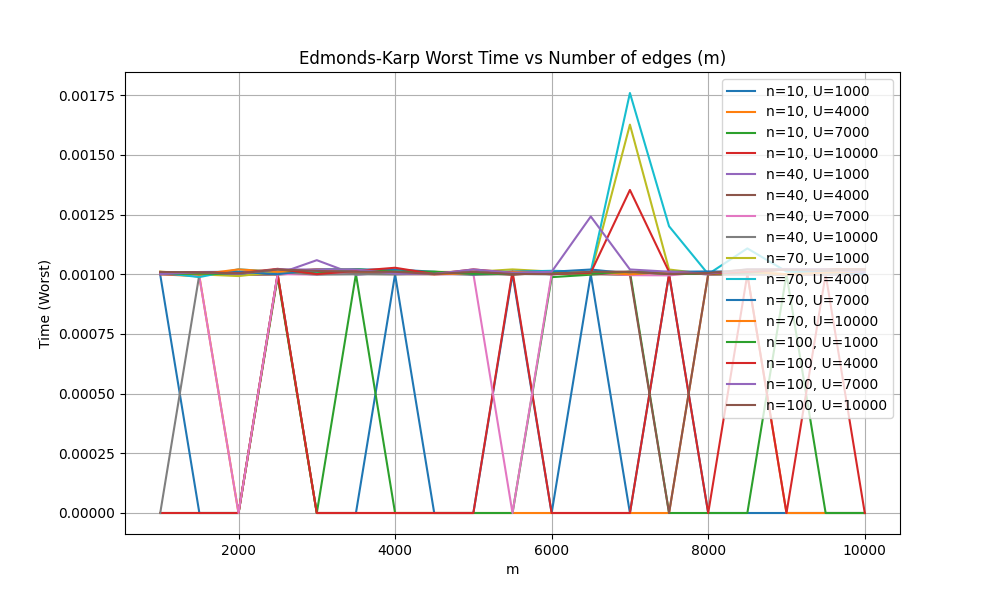 Edmonds-Karp Worst Time vs Number of edges (m)
Time (Worst)
0.00175
0.00150
0.00125
0.00100
0.00075
0.00050
0.00025
0.00000
2000
4000
6000
8000
10000
m
n=10, U=1000
n=10, U=4000
n=10, U=7000
n=10, U=10000
n=40, U=1000
n=40, U=4000
n=40, U=7000
n=40, U=10000
n=70, U=1000
n=70, U=4000
n=70, U=7000
n=70, U=10000
n=100, U=1000
n=100, U=4000
n=100, U=7000
n=100, U=10000